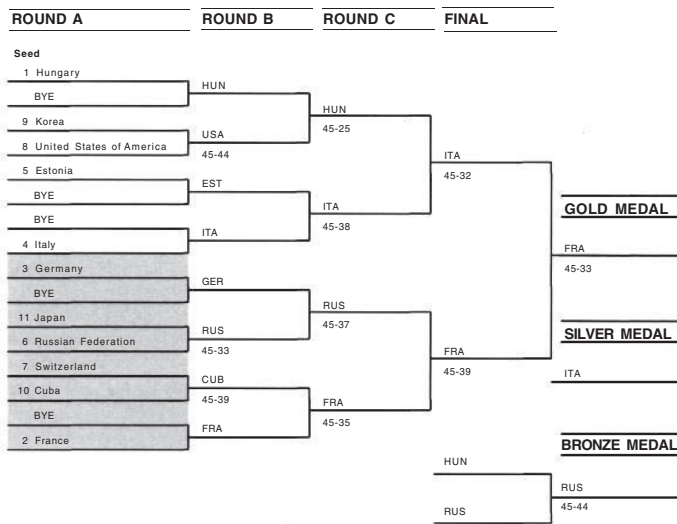 ROUND A
ROUND B
ROUND C
FINAL
Seed
1 Hungary
BYE
9 Korea
8 United States of America
5 Estonia
BYE
BYE
4 Italy
3 Germany
BYE
11 Japan
6 Russian Federation
7 Switzerland
10 Cuba
BYE
2 France
HUN
USA
45-44
EST
ITA
GER
RUS
45-33
CUB
45-39
FRA
HUN
45-25
ITA
45-38
RUS
45-37
FRA
45-35
ITA
45-32
FRA
45-39
HUN
RUS
GOLD MEDAL
FRA
45-33
SILVER MEDAL
ITA
BRONZE MEDAL
RUS
45-44